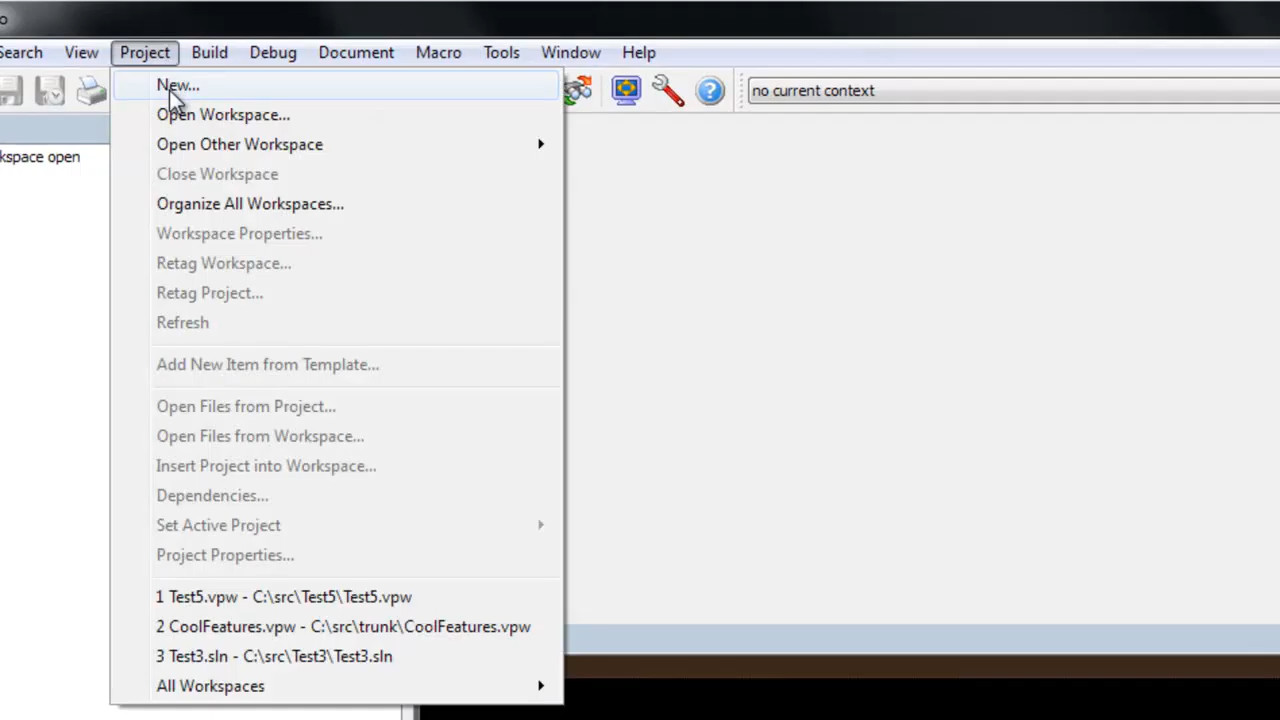 o
Search View Project Build Debug Document Macro Tools Window Help
no current context
kspace open
New...
Open Workspace...
Open Other Workspace
Close Workspace
Organize All Workspaces...
Workspace Properties...
Retag Workspace...
Retag Project...
Refresh
Add New Item from Template...
Open Files from Project...
Open Files from Workspace...
Insert Project into Workspace...
Dependencies...
Set Active Project
Project Properties...
1 Test5.vpw - C:\src\Test5\Test5.vpw
2 CoolFeatures.vpw - C:\src\trunk\CoolFeatures.vpw
3 Test3.sln - C:\src\Test3\Test3.sln
All Workspaces